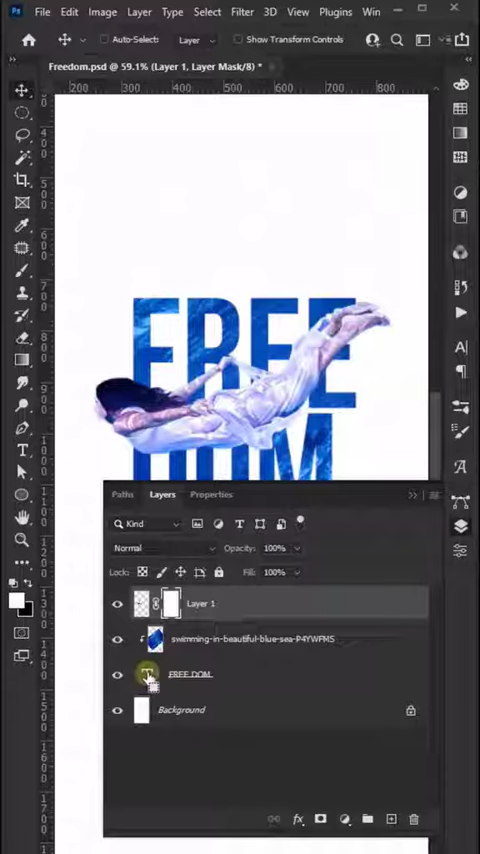 Ps File Edit Image Layer Type Select Filter 3D View Plugins Win
Auto-Select: Layer Show Transform Controls
Freedom.psd @ 59.1% (Layer 1, Layer Mask/8) *
200 300 400 500 600 700 800
FREE
DOM
Paths Layers Properties
Kind
Normal Opacity: 100%
Lock: Fill: 100%
Layer 1
swimming-in-beautiful-blue-sea-P4YWFMS
FREE DOM
Background